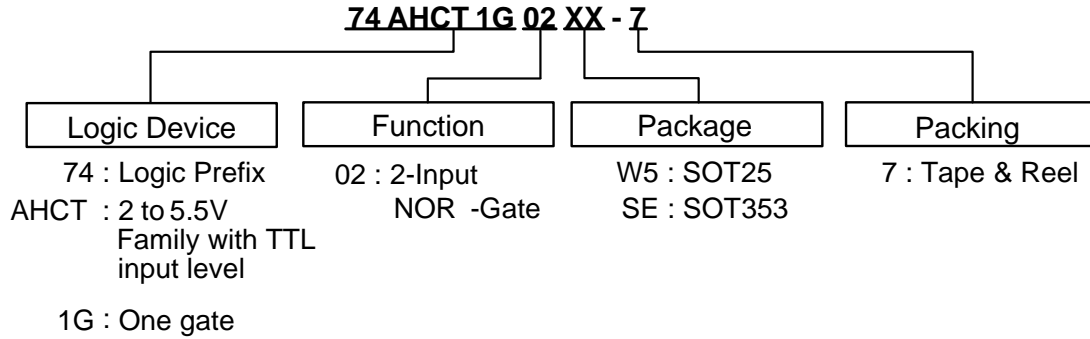 74 AHCT 1G 02 XX - 7
Logic Device
Function
Package
Packing
74 : Logic Prefix
AHCT : 2 to 5.5V
Family with TTL
input level
1G : One gate
02 : 2-Input
NOR -Gate
W5 : SOT25
SE : SOT353
7 : Tape & Reel